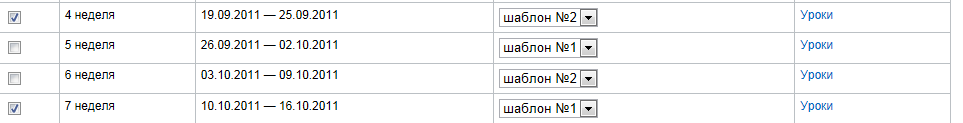 4 неделя 19.09.2011 — 25.09.2011 шаблон №2 Уроки
5 неделя 26.09.2011 — 02.10.2011 шаблон №1 Уроки
6 неделя 03.10.2011 — 09.10.2011 шаблон №2 Уроки
7 неделя 10.10.2011 — 16.10.2011 шаблон №1 Уроки